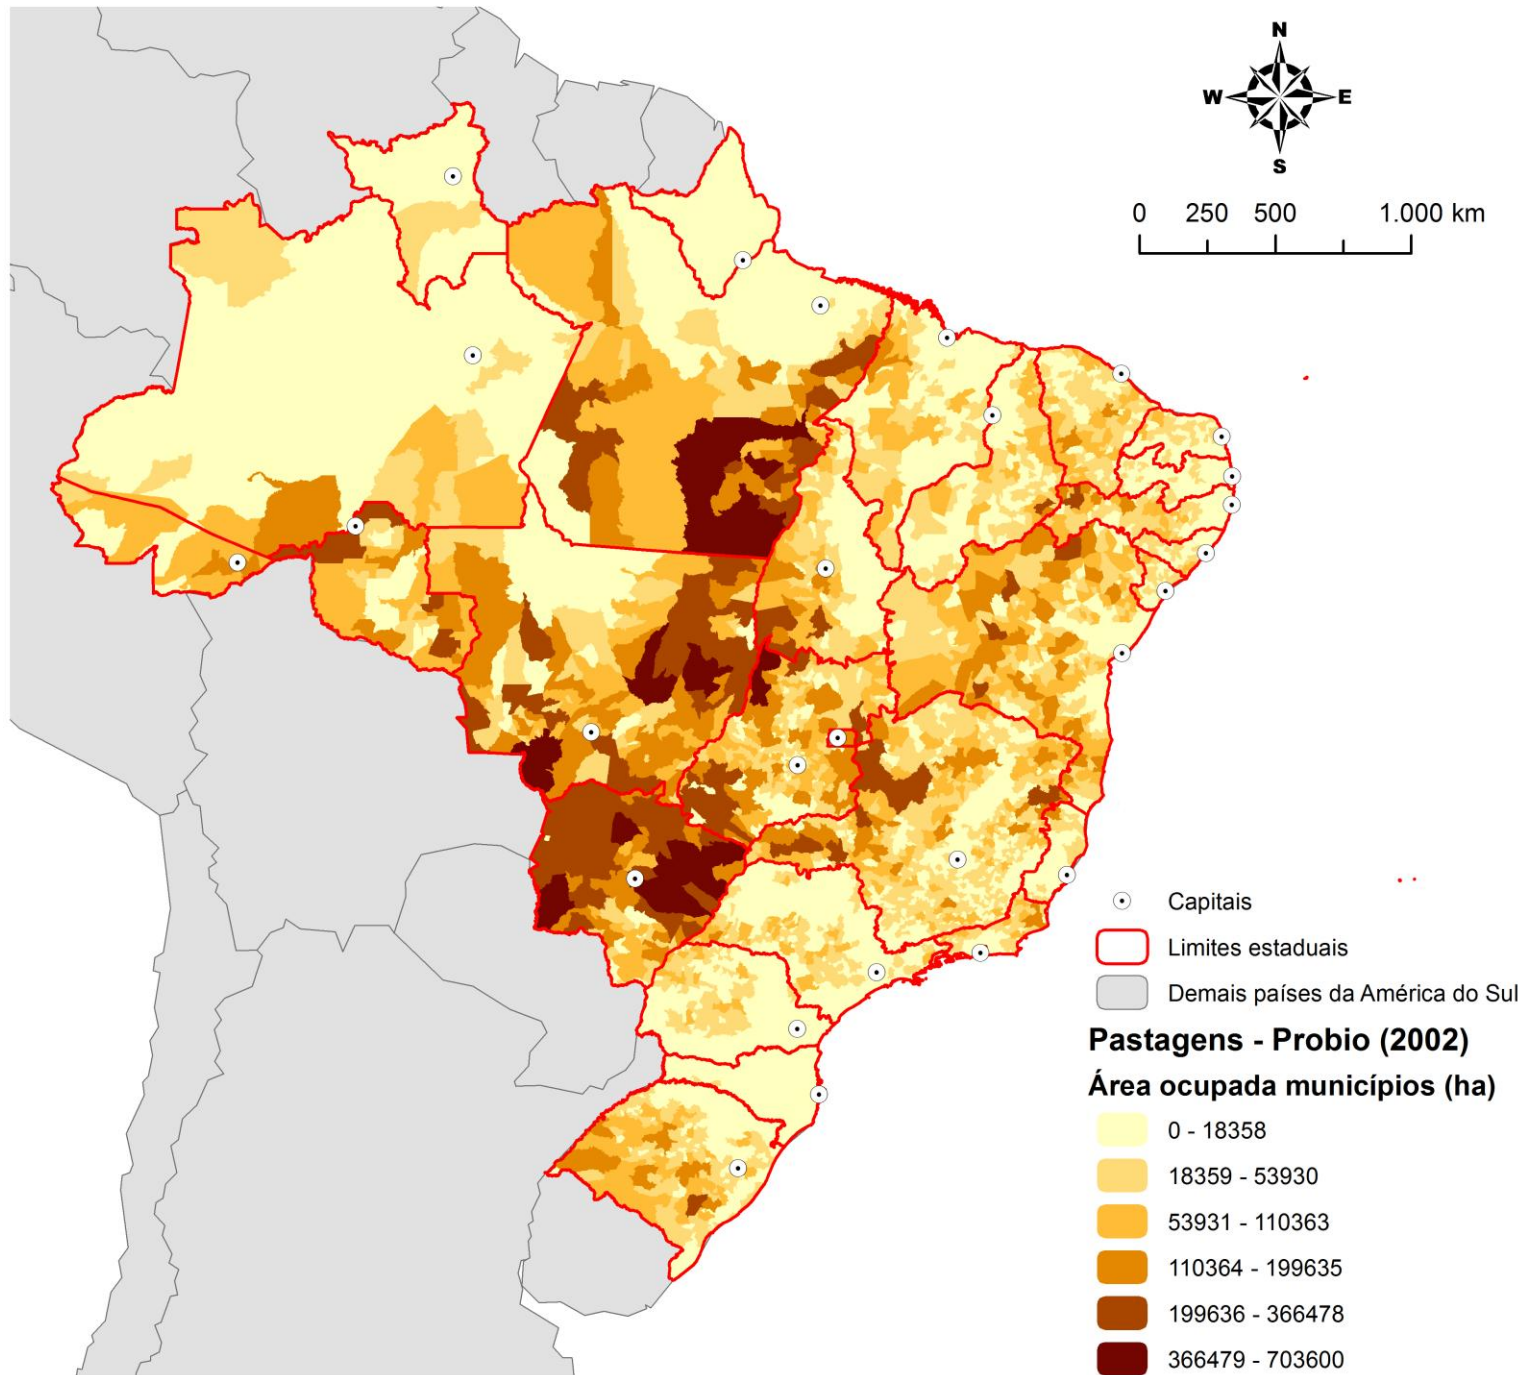 N
W E
S
0 250 500 1.000 km
Capitais
Limites estaduais
Demais países da América do Sul
Pastagens - Probio (2002)
Área ocupada municípios (ha)
0 - 18358
18359 - 53930
53931 - 110363
110364 - 199635
199636 - 366478
366479 - 703600